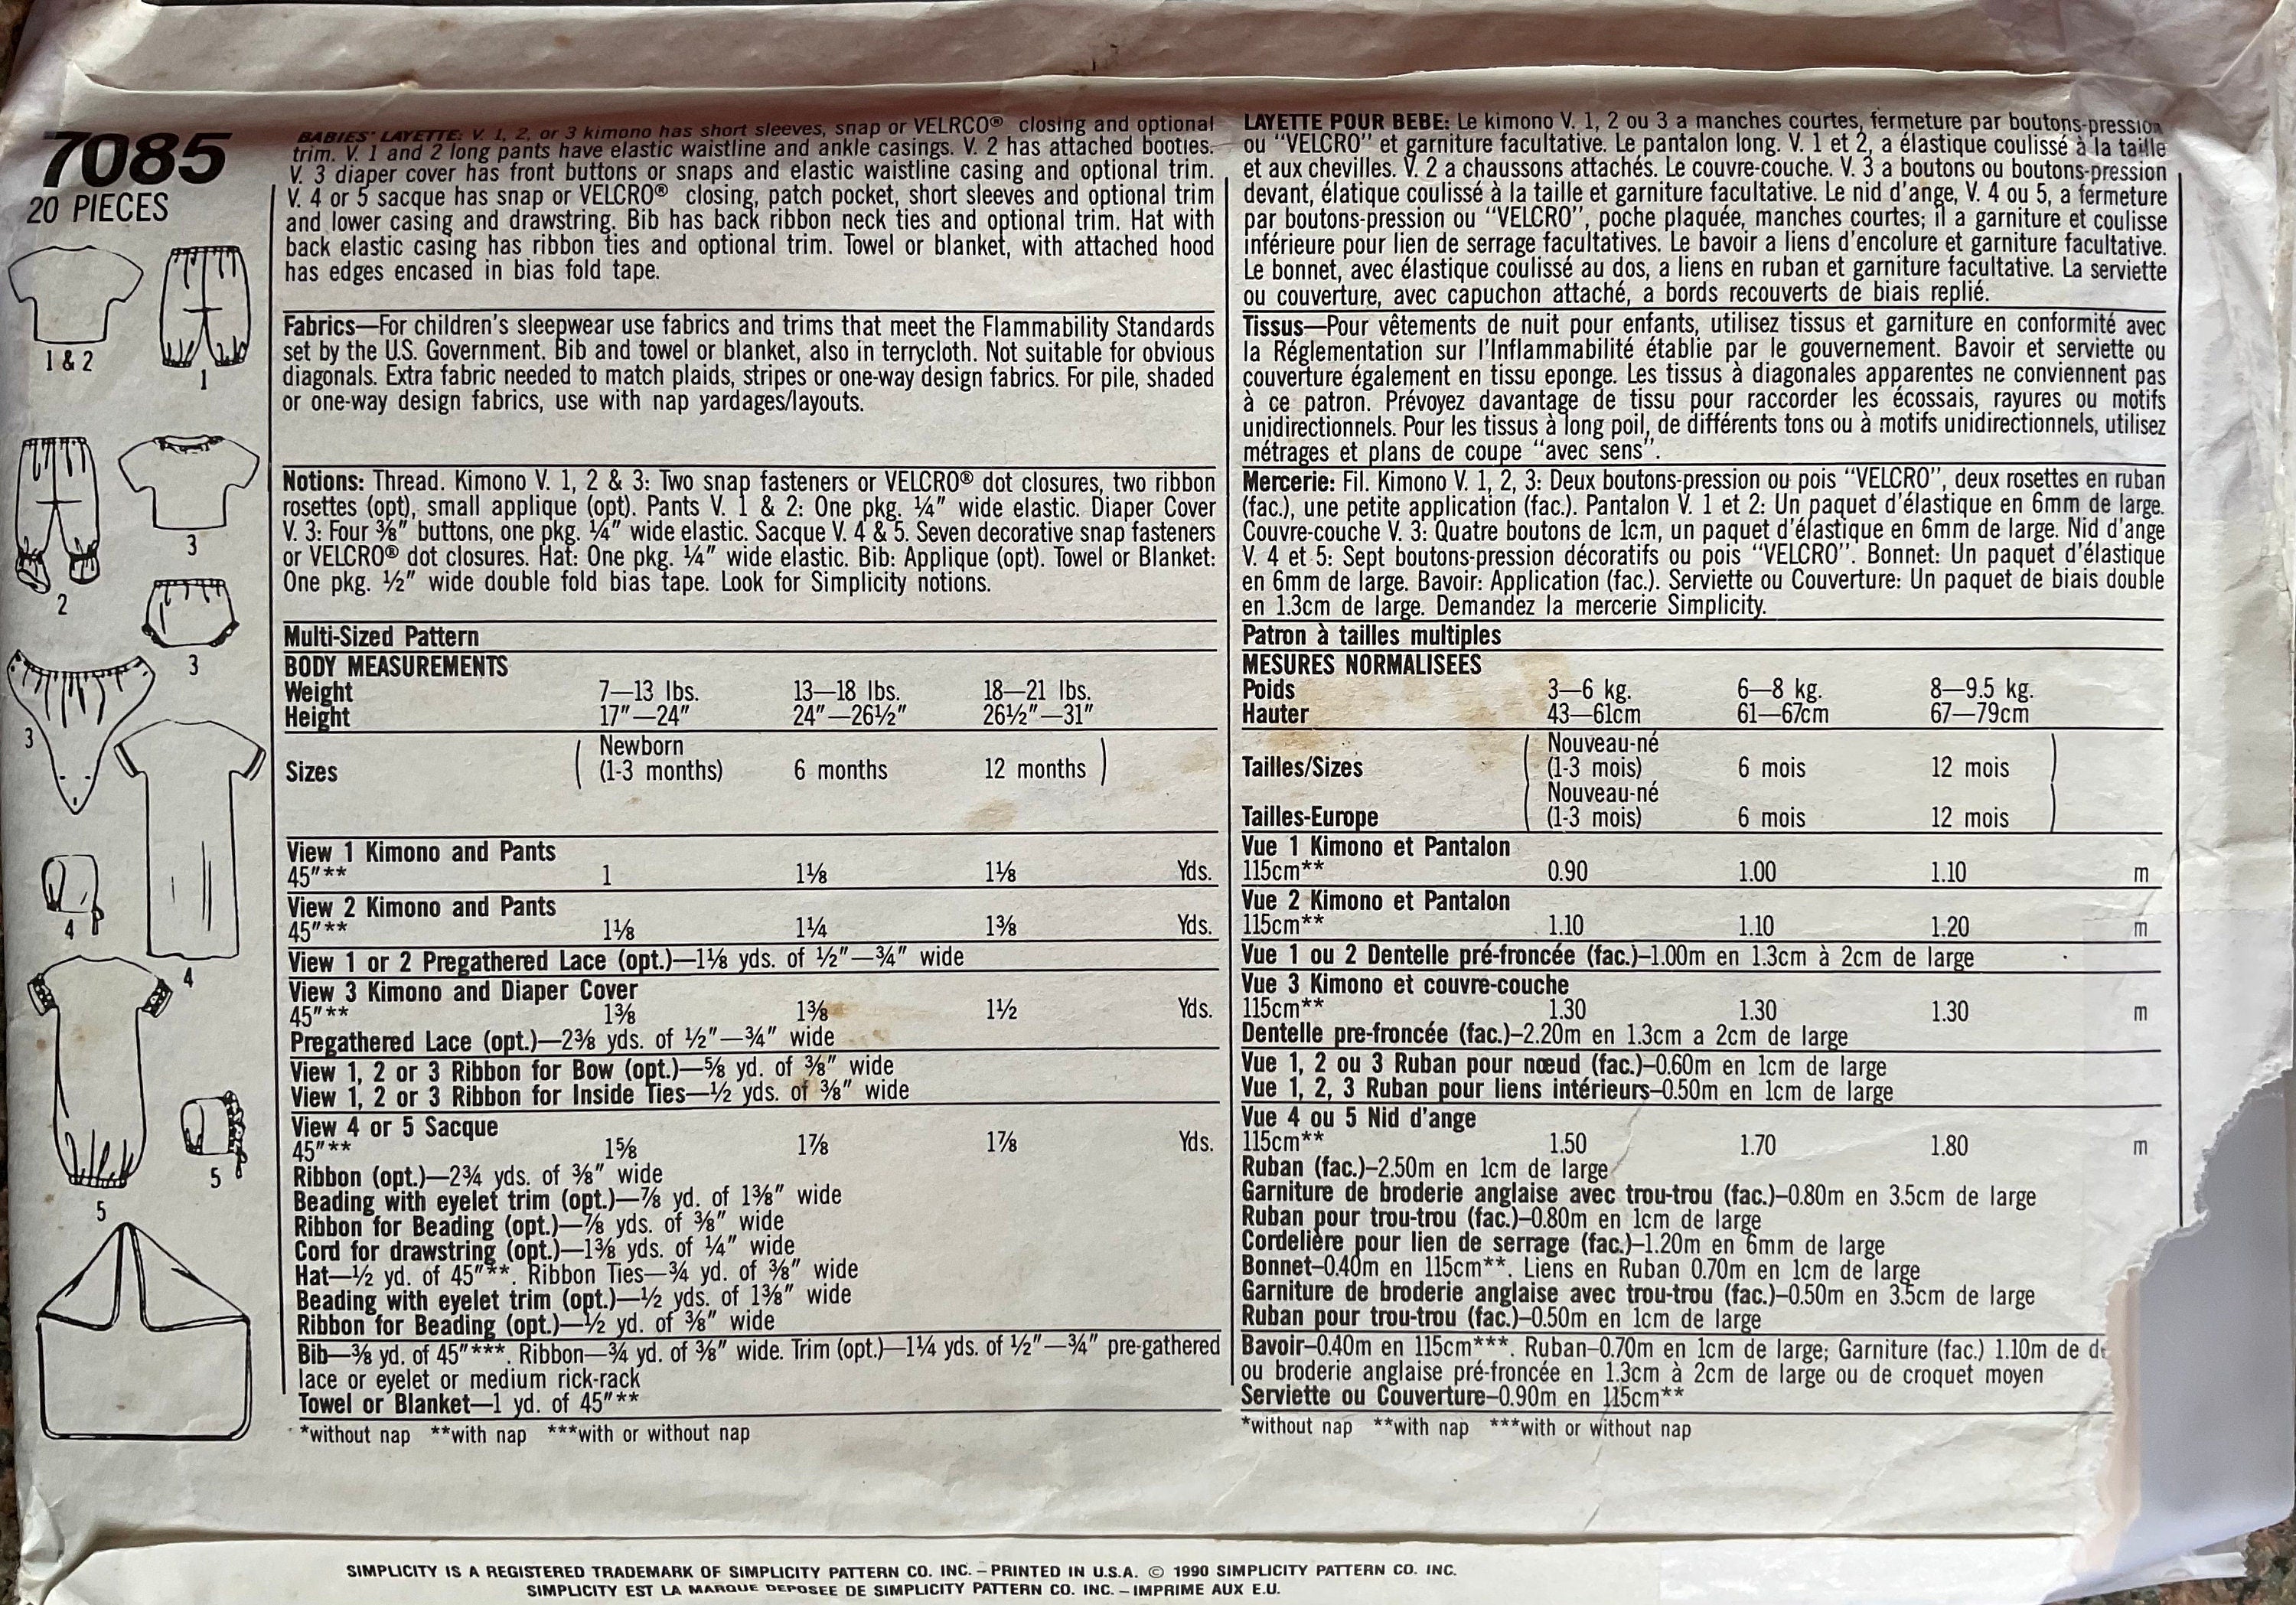 7085
20 PIECES
1 & 2
1
2
3
3
3
4
4
5
5
BABIES' LAYETTE: V. 1, 2, or 3 kimono has short sleeves, snap or VELRCO® closing and optional
trim. V. 1 and 2 long pants have elastic waistline and ankle casings. V. 2 has attached booties.
V. 3 diaper cover has front buttons or snaps and elastic waistline casing and optional trim.
V. 4 or 5 sacque has snap or VELCRO® closing, patch pocket, short sleeves and optional trim
and lower casing and drawstring. Bib has back ribbon neck ties and optional trim. Hat with
back elastic casing has ribbon ties and optional trim. Towel or blanket, with attached hood
has edges encased in bias fold tape.
Fabrics—For children's sleepwear use fabrics and trims that meet the Flammability Standards
set by the U.S. Government. Bib and towel or blanket, also in terrycloth. Not suitable for obvious
diagonals. Extra fabric needed to match plaids, stripes or one-way design fabrics. For pile, shaded
or one-way design fabrics, use with nap yardages/layouts.
Notions: Thread. Kimono V. 1, 2 & 3: Two snap fasteners or VELCRO® dot closures, two ribbon
rosettes (opt), small applique (opt). Pants V. 1 & 2: One pkg. ¼" wide elastic. Diaper Cover
V. 3: Four ⅜" buttons, one pkg. ¼" wide elastic. Sacque V. 4 & 5. Seven decorative snap fasteners
or VELCRO® dot closures. Hat: One pkg. ¼" wide elastic. Bib: Applique (opt). Towel or Blanket:
One pkg. ½" wide double fold bias tape. Look for Simplicity notions.
Multi-Sized Pattern
BODY MEASUREMENTS
Weight 7—13 lbs. 13—18 lbs. 18—21 lbs.
Height 17"—24" 24"—26½" 26½"—31"
Newborn
Sizes (1-3 months) 6 months 12 months
View 1 Kimono and Pants
45"** 1 1⅛ 1⅛ Yds.
View 2 Kimono and Pants
45"** 1⅛ 1¼ 1⅜ Yds.
View 1 or 2 Pregathered Lace (opt.)—1⅛ yds. of ½"—¾" wide
View 3 Kimono and Diaper Cover
45"** 1⅜ 1⅜ 1½ Yds.
Pregathered Lace (opt.)—2⅜ yds. of ½"—¾" wide
View 1, 2 or 3 Ribbon for Bow (opt.)—⅝ yd. of ⅜" wide
View 1, 2 or 3 Ribbon for Inside Ties—½ yds. of ⅜" wide
View 4 or 5 Sacque
45"** 1⅝ 1⅞ 1⅞ Yds.
Ribbon (opt.)—2¾ yds. of ⅜" wide
Beading with eyelet trim (opt.)—⅞ yd. of 1⅜" wide
Ribbon for Beading (opt.)—⅞ yds. of ⅜" wide
Cord for drawstring (opt.)—1⅜ yds. of ¼" wide
Hat—½ yd. of 45"**. Ribbon Ties—¾ yd. of ⅜" wide
Beading with eyelet trim (opt.)—½ yds. of 1⅜" wide
Ribbon for Beading (opt.)—½ yd. of ⅜" wide
Bib—⅜ yd. of 45"***. Ribbon—¾ yd. of ⅜" wide. Trim (opt.)—1¼ yds. of ½"—¾" pre-gathered
lace or eyelet or medium rick-rack
Towel or Blanket—1 yd. of 45"**
*without nap **with nap ***with or without nap
LAYETTE POUR BEBE: Le kimono V. 1, 2 ou 3 a manches courtes, fermeture par boutons-pression
ou "VELCRO" et garniture facultative. Le pantalon long. V. 1 et 2, a élastique coulissé à la taille
et aux chevilles. V. 2 a chaussons attachés. Le couvre-couche. V. 3 a boutons ou boutons-pression
devant, élatique coulissé à la taille et garniture facultative. Le nid d'ange, V. 4 ou 5, a fermeture
par boutons-pression ou "VELCRO", poche plaquée, manches courtes; il a garniture et coulisse
inférieure pour lien de serrage facultatives. Le bavoir a liens d'encolure et garniture facultative.
Le bonnet, avec élastique coulissé au dos, a liens en ruban et garniture facultative. La serviette
ou couverture, avec capuchon attaché, a bords recouverts de biais replié.
Tissus—Pour vêtements de nuit pour enfants, utilisez tissus et garniture en conformité avec
la Réglementation sur l'Inflammabilité établie par le gouvernement. Bavoir et serviette ou
couverture également en tissu eponge. Les tissus à diagonales apparentes ne conviennent pas
à ce patron. Prévoyez davantage de tissu pour raccorder les écossais, rayures ou motifs
unidirectionnels. Pour les tissus à long poil, de différents tons ou à motifs unidirectionnels, utilisez
métrages et plans de coupe "avec sens".
Mercerie: Fil. Kimono V. 1, 2, 3: Deux boutons-pression ou pois "VELCRO", deux rosettes en ruban
(fac.), une petite application (fac.). Pantalon V. 1 et 2: Un paquet d'élastique en 6mm de large.
Couvre-couche V. 3: Quatre boutons de 1cm, un paquet d'élastique en 6mm de large. Nid d'ange
V. 4 et 5: Sept boutons-pression décoratifs ou pois "VELCRO". Bonnet: Un paquet d'élastique
en 6mm de large. Bavoir: Application (fac.). Serviette ou Couverture: Un paquet de biais double
en 1.3cm de large. Demandez la mercerie Simplicity.
Patron à tailles multiples
MESURES NORMALISEES
Poids 3—6 kg. 6—8 kg. 8—9.5 kg.
Hauter 43—61cm 61—67cm 67—79cm
Nouveau-né
Tailles/Sizes (1-3 mois) 6 mois 12 mois
Nouveau-né
Tailles-Europe (1-3 mois) 6 mois 12 mois
Vue 1 Kimono et Pantalon
115cm** 0.90 1.00 1.10 m
Vue 2 Kimono et Pantalon
115cm** 1.10 1.10 1.20 m
Vue 1 ou 2 Dentelle pré-froncée (fac.)–1.00m en 1.3cm à 2cm de large
Vue 3 Kimono et couvre-couche
115cm** 1.30 1.30 1.30 m
Dentelle pre-froncée (fac.)–2.20m en 1.3cm a 2cm de large
Vue 1, 2 ou 3 Ruban pour nœud (fac.)–0.60m en 1cm de large
Vue 1, 2, 3 Ruban pour liens intérieurs–0.50m en 1cm de large
Vue 4 ou 5 Nid d'ange
115cm** 1.50 1.70 1.80 m
Ruban (fac.)–2.50m en 1cm de large
Garniture de broderie anglaise avec trou-trou (fac.)–0.80m en 3.5cm de large
Ruban pour trou-trou (fac.)–0.80m en 1cm de large
Cordelière pour lien de serrage (fac.)–1.20m en 6mm de large
Bonnet–0.40m en 115cm**. Liens en Ruban 0.70m en 1cm de large
Garniture de broderie anglaise avec trou-trou (fac.)–0.50m en 3.5cm de large
Ruban pour trou-trou (fac.)–0.50m en 1cm de large
Bavoir–0.40m en 115cm***. Ruban–0.70m en 1cm de large; Garniture (fac.) 1.10m de
ou broderie anglaise pré-froncée en 1.3cm à 2cm de large ou de croquet moyen
Serviette ou Couverture–0.90m en 115cm**
*without nap **with nap ***with or without nap
SIMPLICITY IS A REGISTERED TRADEMARK OF SIMPLICITY PATTERN CO. INC. – PRINTED IN U.S.A. © 1990 SIMPLICITY PATTERN CO. INC.
SIMPLICITY EST LA MARQUE DEPOSEE DE SIMPLICITY PATTERN CO. INC. – IMPRIME AUX E.U.